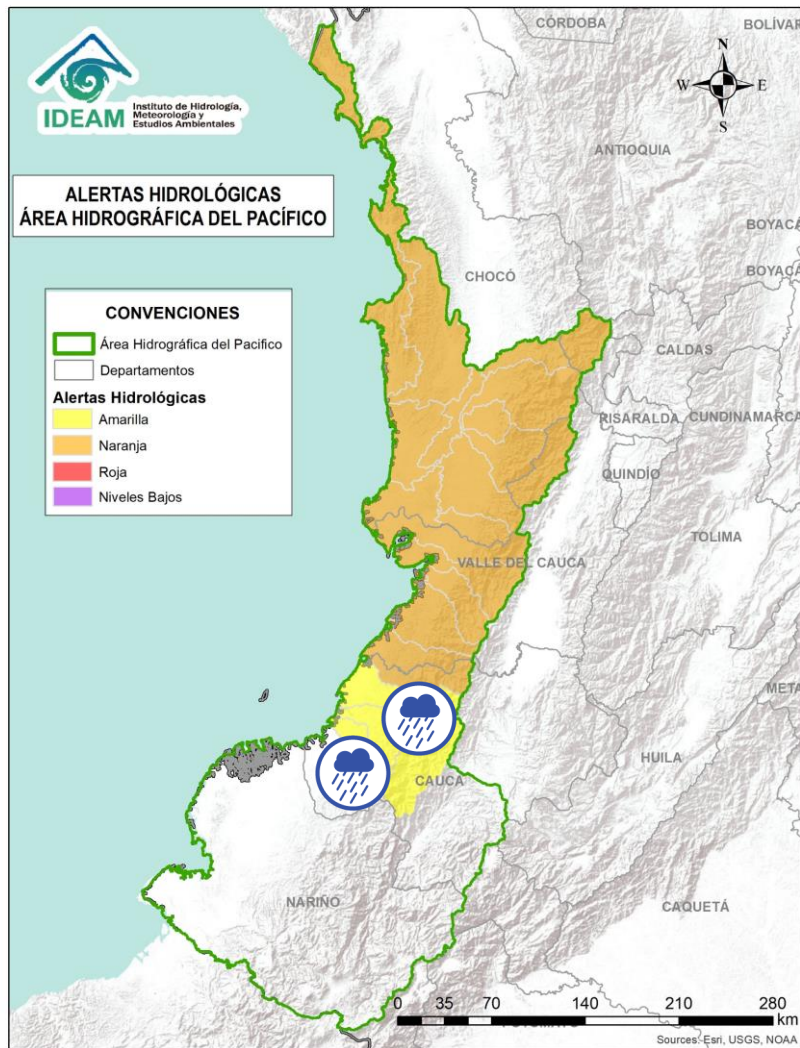 IDEAM
Instituto de Hidrología,
Meteorología y
Estudios Ambientales
ALERTAS HIDROLÓGICAS
ÁREA HIDROGRÁFICA DEL PACÍFICO
CONVENCIONES
Área Hidrográfica del Pacifico
Departamentos
Alertas Hidrológicas
Amarilla
Naranja
Roja
Niveles Bajos
N
W E
S
CÓRDOBA
BOLÍVAR
ANTIOQUIA
BOYACÁ
BOYACÁ
CHOCÓ
CALDAS
RISARALDA
CUNDINAMARCA
QUINDÍO
TOLIMA
VALLE DEL CAUCA
META
HUILA
CAUCA
NARIÑO
CAQUETÁ
0 35 70 140 210 280
km
Sources: Esri, USGS, NOAA